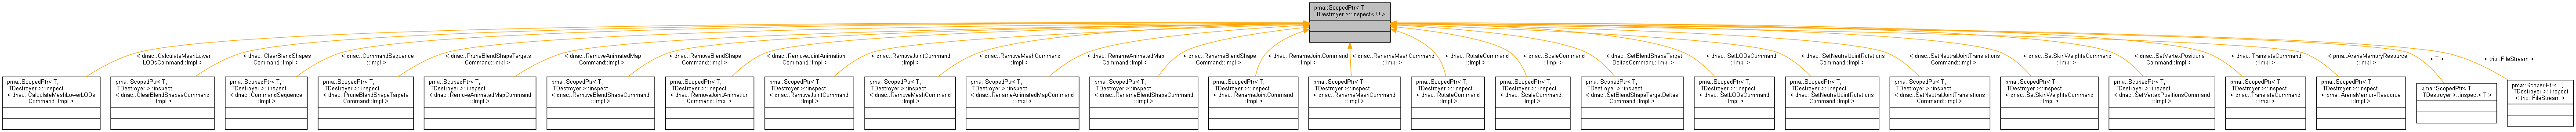 pma::ScopedPtr< T,
TDestroyer >::inspect< U >
< dnac::CalculateMeshLower
LODsCommand::Impl >
< dnac::ClearBlendShapes
Command::Impl >
< dnac::CommandSequence
::Impl >
< dnac::PruneBlendShapeTargets
Command::Impl >
< dnac::RemoveAnimatedMap
Command::Impl >
< dnac::RemoveBlendShape
Command::Impl >
< dnac::RemoveJointAnimation
Command::Impl >
< dnac::RemoveJointCommand
::Impl >
< dnac::RemoveMeshCommand
::Impl >
< dnac::RenameAnimatedMap
Command::Impl >
< dnac::RenameBlendShape
Command::Impl >
< dnac::RenameJointCommand
::Impl >
< dnac::RenameMeshCommand
::Impl >
< dnac::RotateCommand
::Impl >
< dnac::ScaleCommand
::Impl >
< dnac::SetBlendShapeTarget
DeltasCommand::Impl >
< dnac::SetLODsCommand
::Impl >
< dnac::SetNeutralJointRotations
Command::Impl >
< dnac::SetNeutralJointTranslations
Command::Impl >
< dnac::SetSkinWeightsCommand
::Impl >
< dnac::SetVertexPositions
Command::Impl >
< dnac::TranslateCommand
::Impl >
< pma::ArenaMemoryResource
::Impl >
< T >
< trio::FileStream >
pma::ScopedPtr< T,
TDestroyer >::inspect
< dnac::CalculateMeshLowerLODs
Command::Impl >
pma::ScopedPtr< T,
TDestroyer >::inspect
< dnac::ClearBlendShapesCommand
::Impl >
pma::ScopedPtr< T,
TDestroyer >::inspect
< dnac::CommandSequence
::Impl >
pma::ScopedPtr< T,
TDestroyer >::inspect
< dnac::PruneBlendShapeTargets
Command::Impl >
pma::ScopedPtr< T,
TDestroyer >::inspect
< dnac::RemoveAnimatedMapCommand
::Impl >
pma::ScopedPtr< T,
TDestroyer >::inspect
< dnac::RemoveBlendShapeCommand
::Impl >
pma::ScopedPtr< T,
TDestroyer >::inspect
< dnac::RemoveJointAnimation
Command::Impl >
pma::ScopedPtr< T,
TDestroyer >::inspect
< dnac::RemoveJointCommand
::Impl >
pma::ScopedPtr< T,
TDestroyer >::inspect
< dnac::RemoveMeshCommand
::Impl >
pma::ScopedPtr< T,
TDestroyer >::inspect
< dnac::RenameAnimatedMapCommand
::Impl >
pma::ScopedPtr< T,
TDestroyer >::inspect
< dnac::RenameBlendShapeCommand
::Impl >
pma::ScopedPtr< T,
TDestroyer >::inspect
< dnac::RenameJointCommand
::Impl >
pma::ScopedPtr< T,
TDestroyer >::inspect
< dnac::RenameMeshCommand
::Impl >
pma::ScopedPtr< T,
TDestroyer >::inspect
< dnac::RotateCommand
::Impl >
pma::ScopedPtr< T,
TDestroyer >::inspect
< dnac::ScaleCommand
::Impl >
pma::ScopedPtr< T,
TDestroyer >::inspect
< dnac::SetBlendShapeTargetDeltas
Command::Impl >
pma::ScopedPtr< T,
TDestroyer >::inspect
< dnac::SetLODsCommand
::Impl >
pma::ScopedPtr< T,
TDestroyer >::inspect
< dnac::SetNeutralJointRotations
Command::Impl >
pma::ScopedPtr< T,
TDestroyer >::inspect
< dnac::SetNeutralJointTranslations
Command::Impl >
pma::ScopedPtr< T,
TDestroyer >::inspect
< dnac::SetSkinWeightsCommand
::Impl >
pma::ScopedPtr< T,
TDestroyer >::inspect
< dnac::SetVertexPositionsCommand
::Impl >
pma::ScopedPtr< T,
TDestroyer >::inspect
< dnac::TranslateCommand
::Impl >
pma::ScopedPtr< T,
TDestroyer >::inspect
< pma::ArenaMemoryResource
::Impl >
pma::ScopedPtr< T,
TDestroyer >::inspect< T >
pma::ScopedPtr< T,
TDestroyer >::inspect
< trio::FileStream >